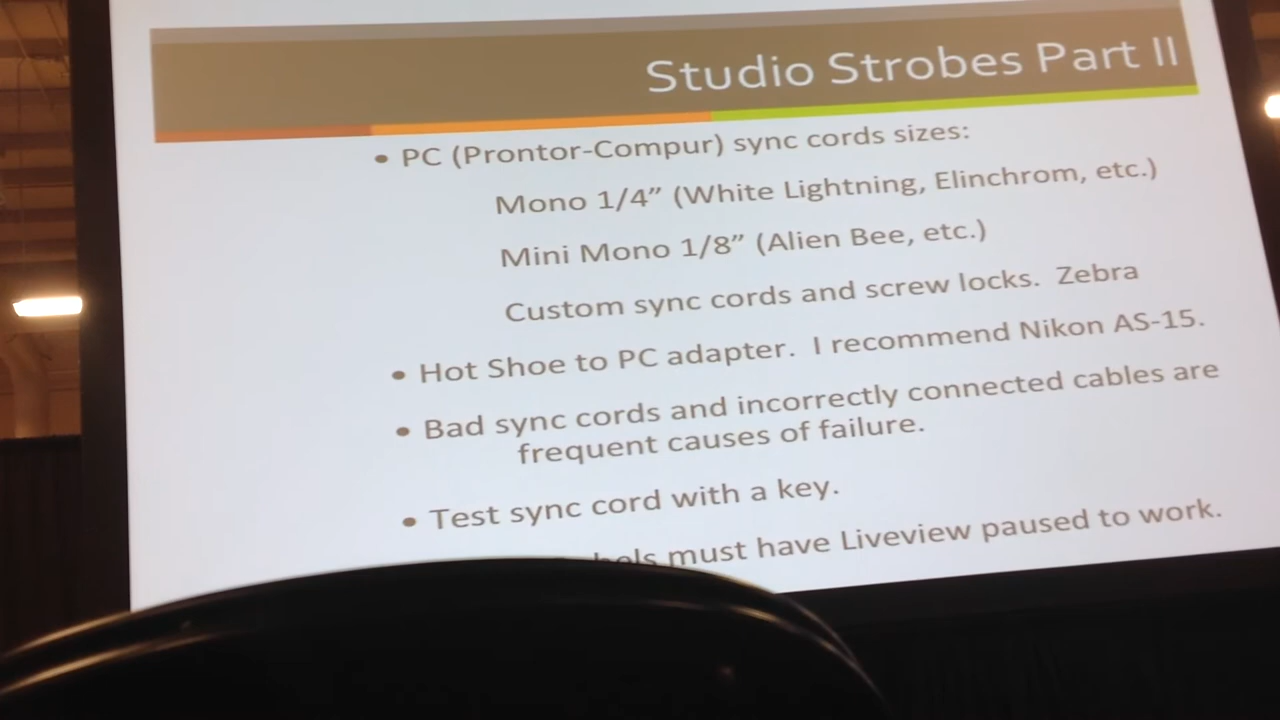 Studio Strobes Part II
• PC (Prontor-Compur) sync cords sizes:
Mono 1/4” (White Lightning, Elinchrom, etc.)
Mini Mono 1/8” (Alien Bee, etc.)
Custom sync cords and screw locks.  Zebra
• Hot Shoe to PC adapter.  I recommend Nikon AS-15.
• Bad sync cords and incorrectly connected cables are
frequent causes of failure.
• Test sync cord with a key.
must have Liveview paused to work.